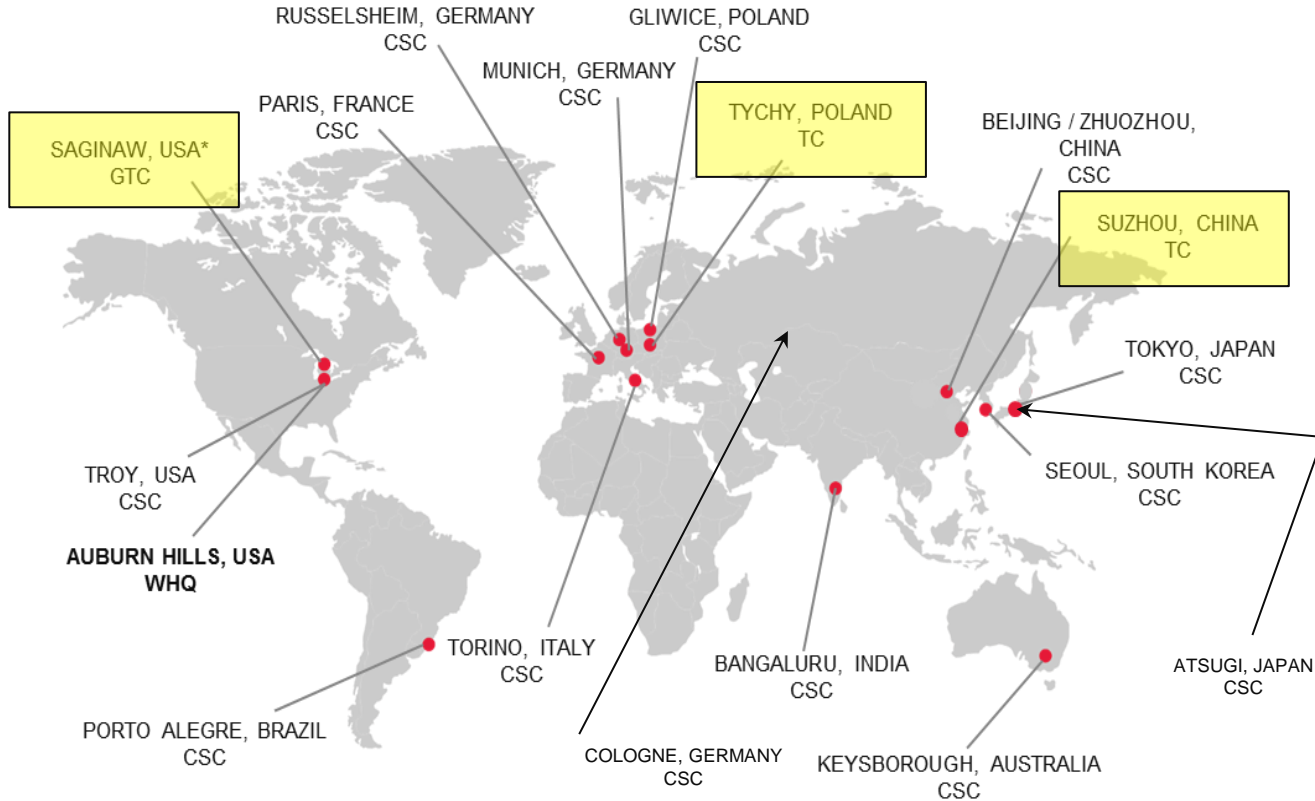 RUSSELSHEIM, GERMANY
CSC
GLIWICE, POLAND
CSC
MUNICH, GERMANY
CSC
PARIS, FRANCE
CSC
TYCHY, POLAND
TC
BEIJING / ZHUOZHOU,
CHINA
CSC
SAGINAW, USA*
GTC
SUZHOU, CHINA
TC
TOKYO, JAPAN
CSC
TROY, USA
CSC
SEOUL, SOUTH KOREA
CSC
AUBURN HILLS, USA
WHQ
TORINO, ITALY
CSC
BANGALURU, INDIA
CSC
ATSUGI, JAPAN
CSC
PORTO ALEGRE, BRAZIL
CSC
COLOGNE, GERMANY
CSC
KEYSBOROUGH, AUSTRALIA
CSC